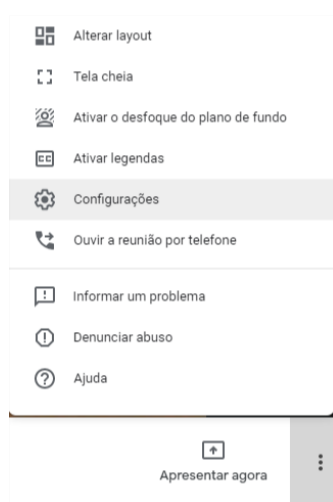 Alterar layout
Tela cheia
Ativar o desfoque do plano de fundo
CC Ativar legendas
Configurações
Ouvir a reunião por telefone
Informar um problema
Denunciar abuso
Ajuda
Apresentar agora